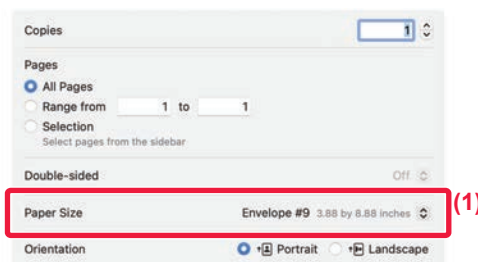 Copies 1
Pages
All Pages
Range from 1 to 1
Selection
Select pages from the sidebar
Double-sided Off
Paper Size Envelope #9 3.88 by 8.88 inches (1)
Orientation Portrait Landscape